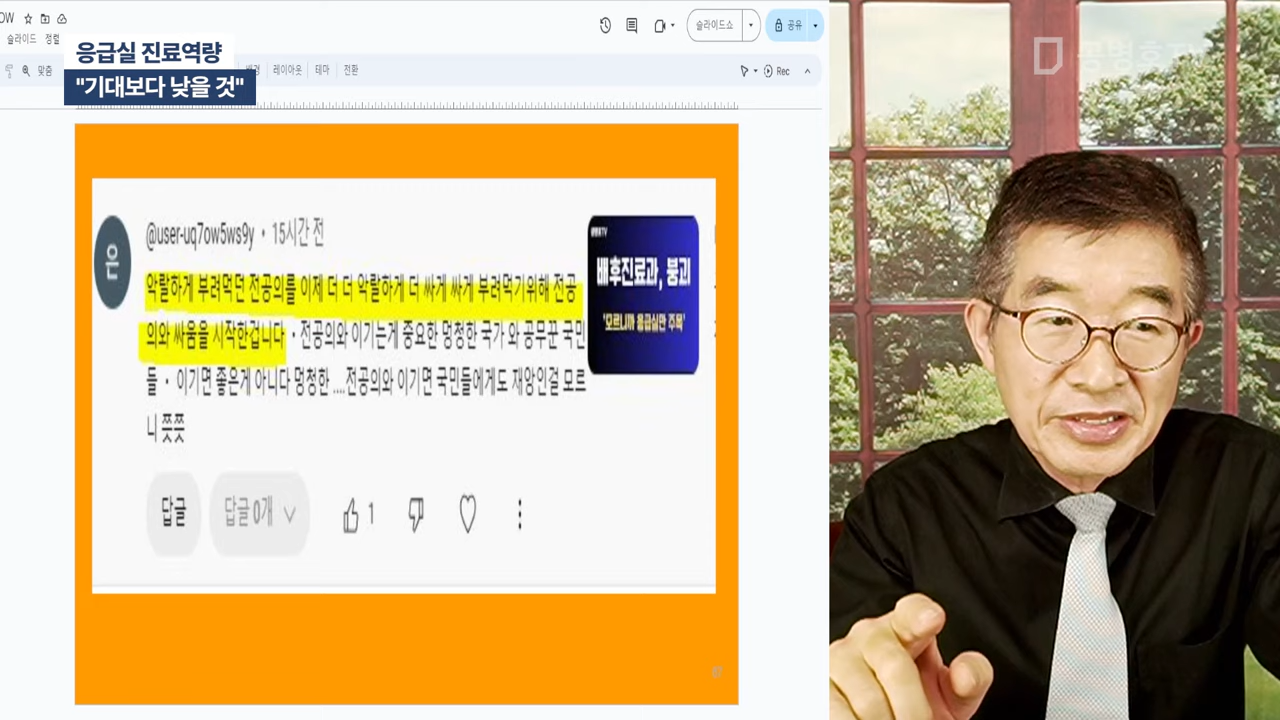 OW
슬라이드 정렬
슬라이드쇼
공유
응급실 진료역량
"기대보다 낮을 것"
맞춤
레이아웃
테마
전환
Rec
은
@user-uq7ow5ws9y · 15시간 전
악랄하게 부려먹던 전공의를 이제 더 더 악랄하게 더 싸게 싸게 부려먹기위해 전공
의와 싸움을 시작한겁니다 · 전공의와 이기는게 중요한 멍청한 국가 와 공무꾼 국민
들 · 이기면 좋은게 아니다 멍청한 ....전공의와 이기면 국민들에게도 재앙인걸 모르
니 쯧쯧
배후진료과, 붕괴
'모르니까 응급실만 주목'
답글
답글 0개
1